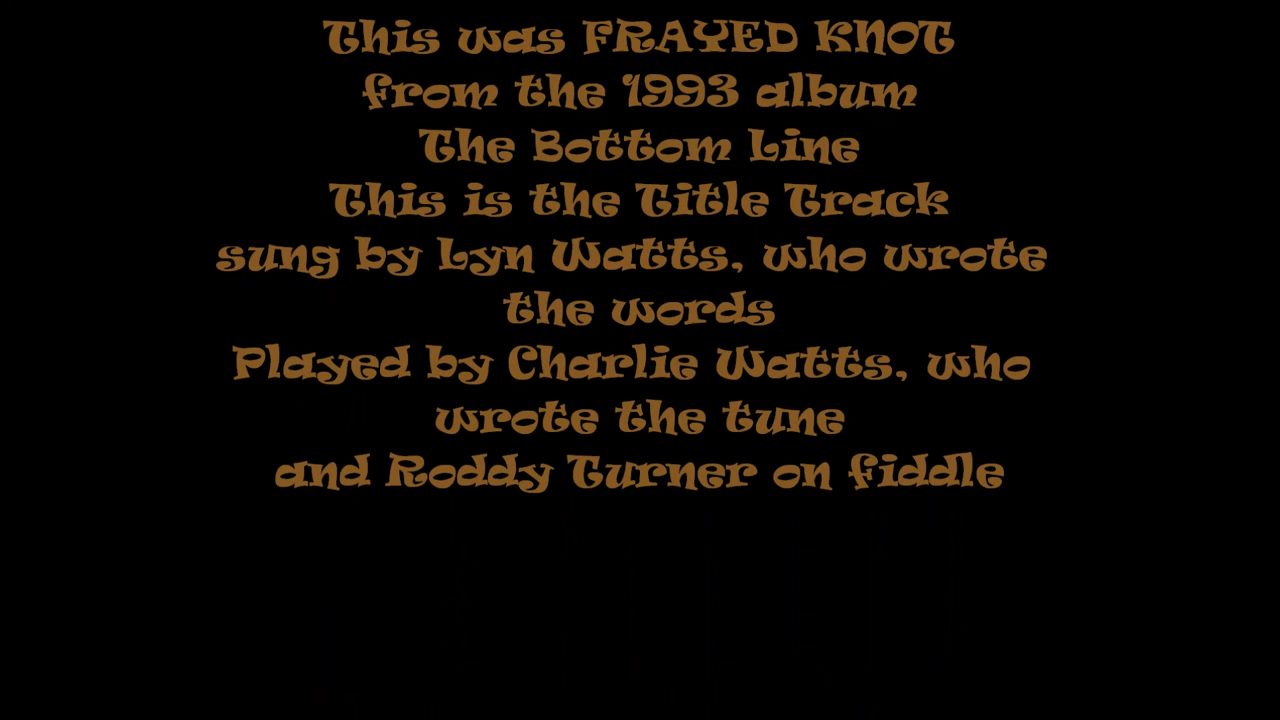 This was FRAYED KNOT
from the 1993 album
The Bottom Line
This is the Title Track
sung by Lyn Watts, who wrote
the words
Played by Charlie Watts, who
wrote the tune
and Roddy Turner on fiddle